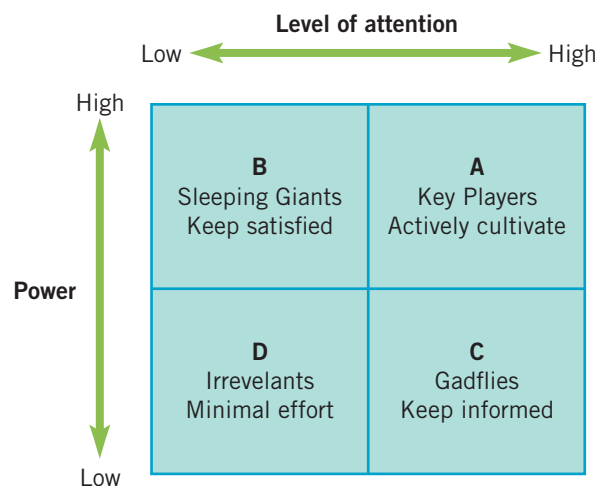 Level of attention
Low
High
High
B
Sleeping Giants
Keep satisfied
A
Key Players
Actively cultivate
Power
D
Irrevelants
Minimal effort
C
Gadflies
Keep informed
Low